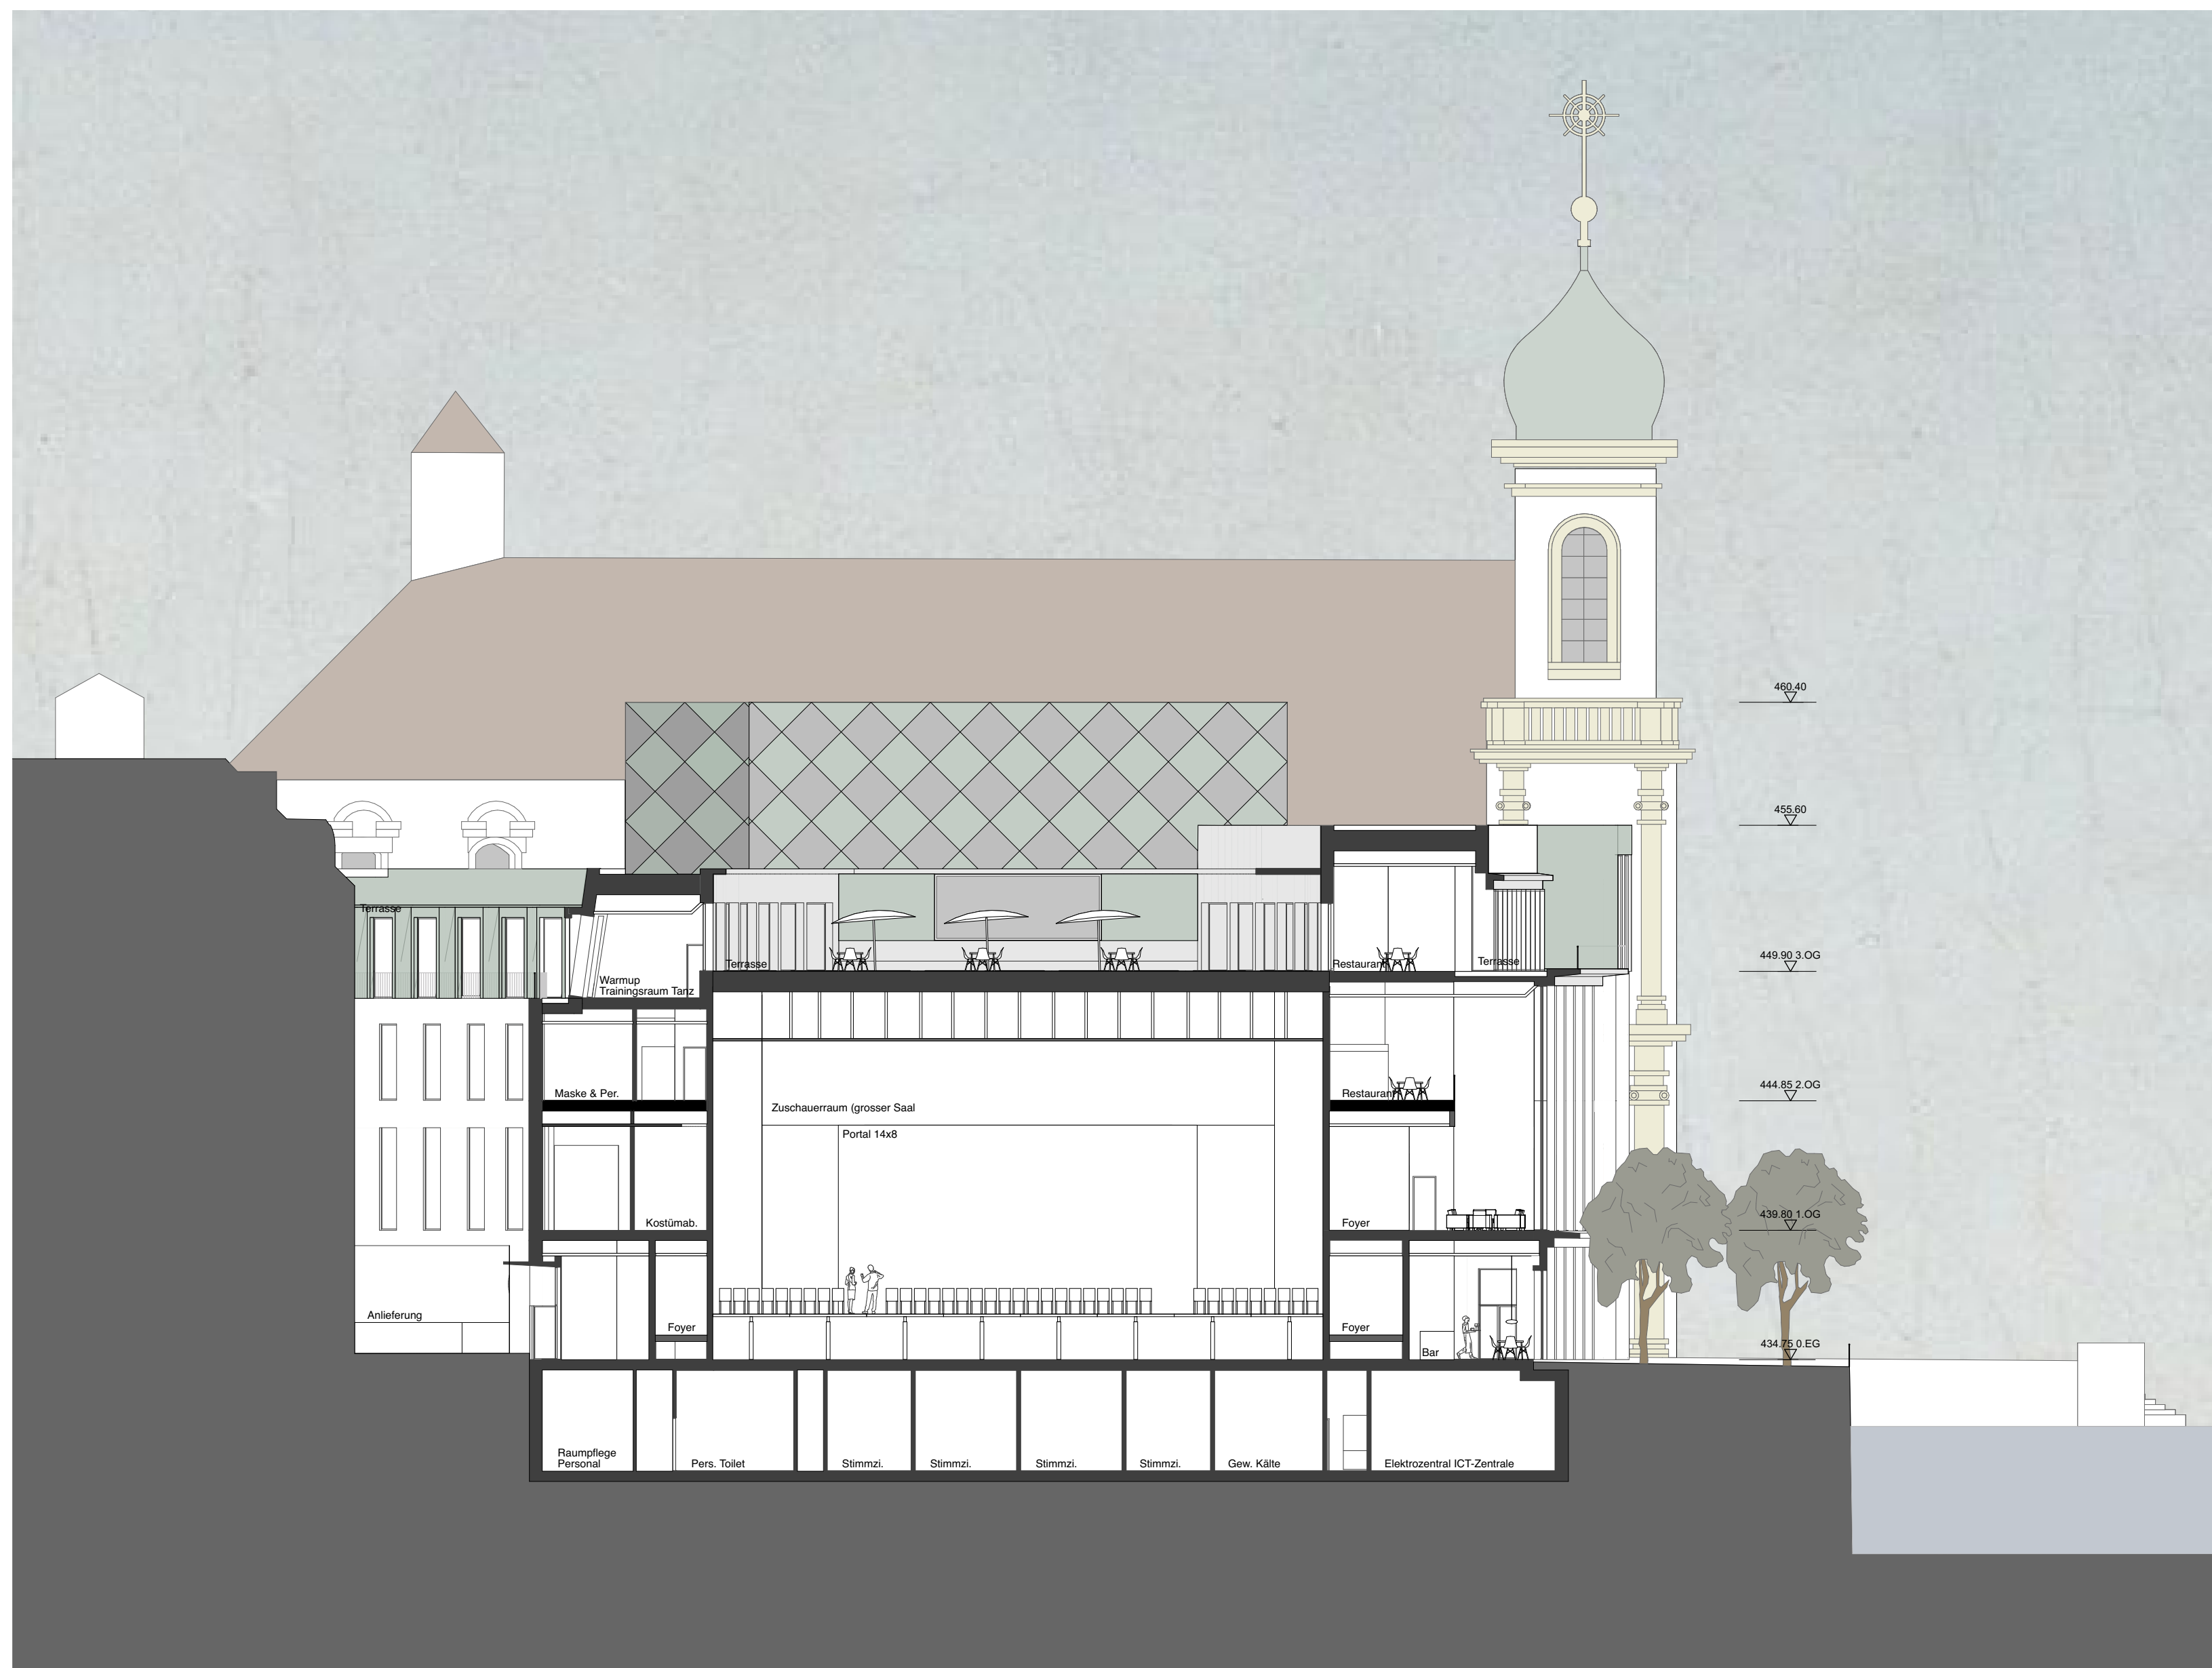 460.40
455.60
Terrasse
449.90 3.OG
Terrasse
Restaurant
Terrasse
Warmup
Trainingsraum Tanz
444.85 2.OG
Maske & Per.
Restaurant
Zuschauerraum (grosser Saal
Portal 14x8
439.80 1.OG
Kostümab.
Foyer
Anlieferung
Foyer
Foyer
434.75 0.EG
Bar
Raumpflege
Personal
Pers. Toilet
Stimmzi.
Stimmzi.
Stimmzi.
Stimmzi.
Gew. Kälte
Elektrozentral ICT-Zentrale